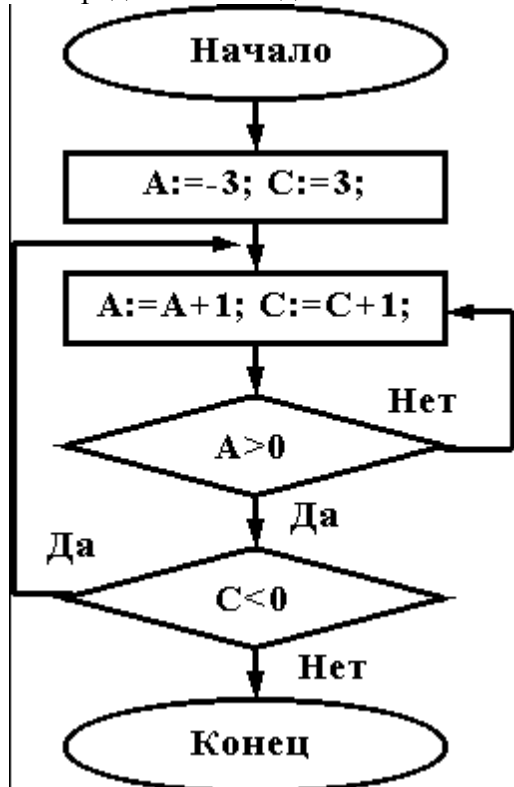 Начало
A:=-3; C:=3;
A:=A+1; C:=C+1;
Нет
A>0
Да
Да
C<0
Нет
Конец